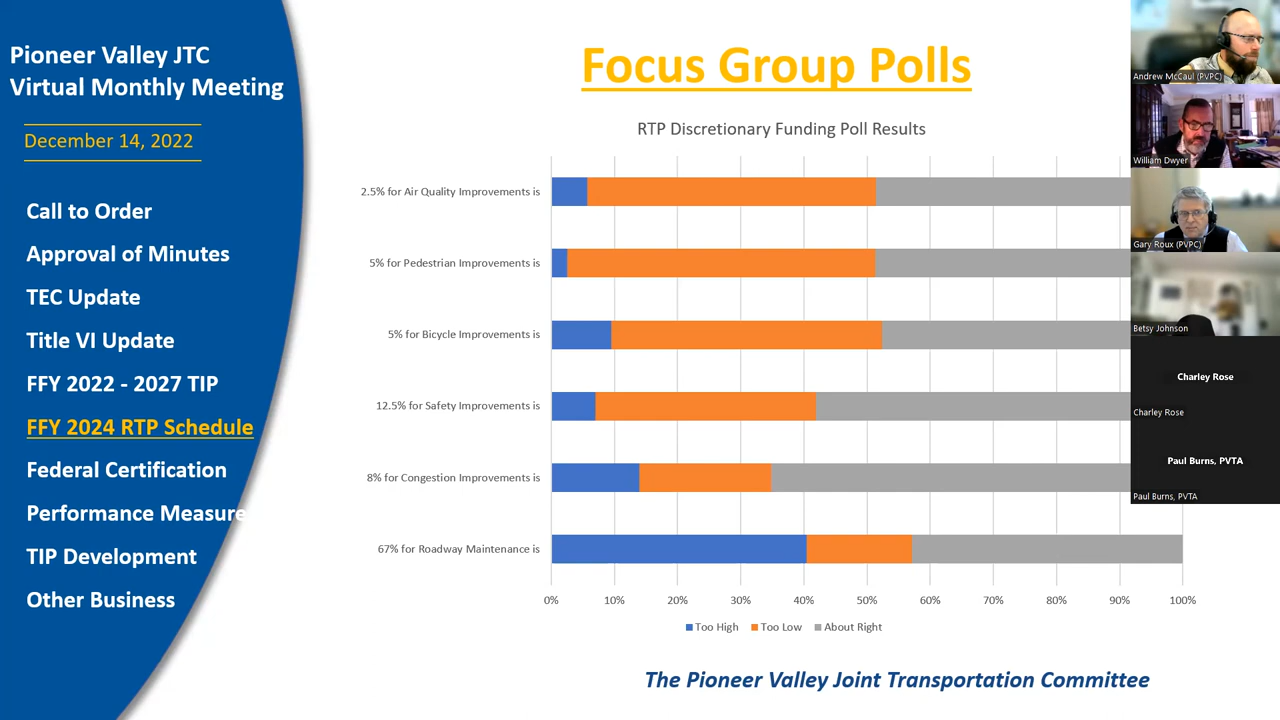 Pioneer Valley JTC
Virtual Monthly Meeting
December 14, 2022
Call to Order
Approval of Minutes
TEC Update
Title VI Update
FFY 2022 - 2027 TIP
FFY 2024 RTP Schedule
Federal Certification
Performance Measure
TIP Development
Other Business
Focus Group Polls
RTP Discretionary Funding Poll Results
2.5% for Air Quality Improvements is
5% for Pedestrian Improvements is
5% for Bicycle Improvements is
12.5% for Safety Improvements is
8% for Congestion Improvements is
67% for Roadway Maintenance is
0% 10% 20% 30% 40% 50% 60% 70% 80% 90% 100%
Too High Too Low About Right
The Pioneer Valley Joint Transportation Committee
Andrew McCaul (PVPC)
William Dwyer
Gary Roux (PVPC)
Betsy Johnson
Charley Rose
Charley Rose
Paul Burns, PVTA
Paul Burns, PVTA